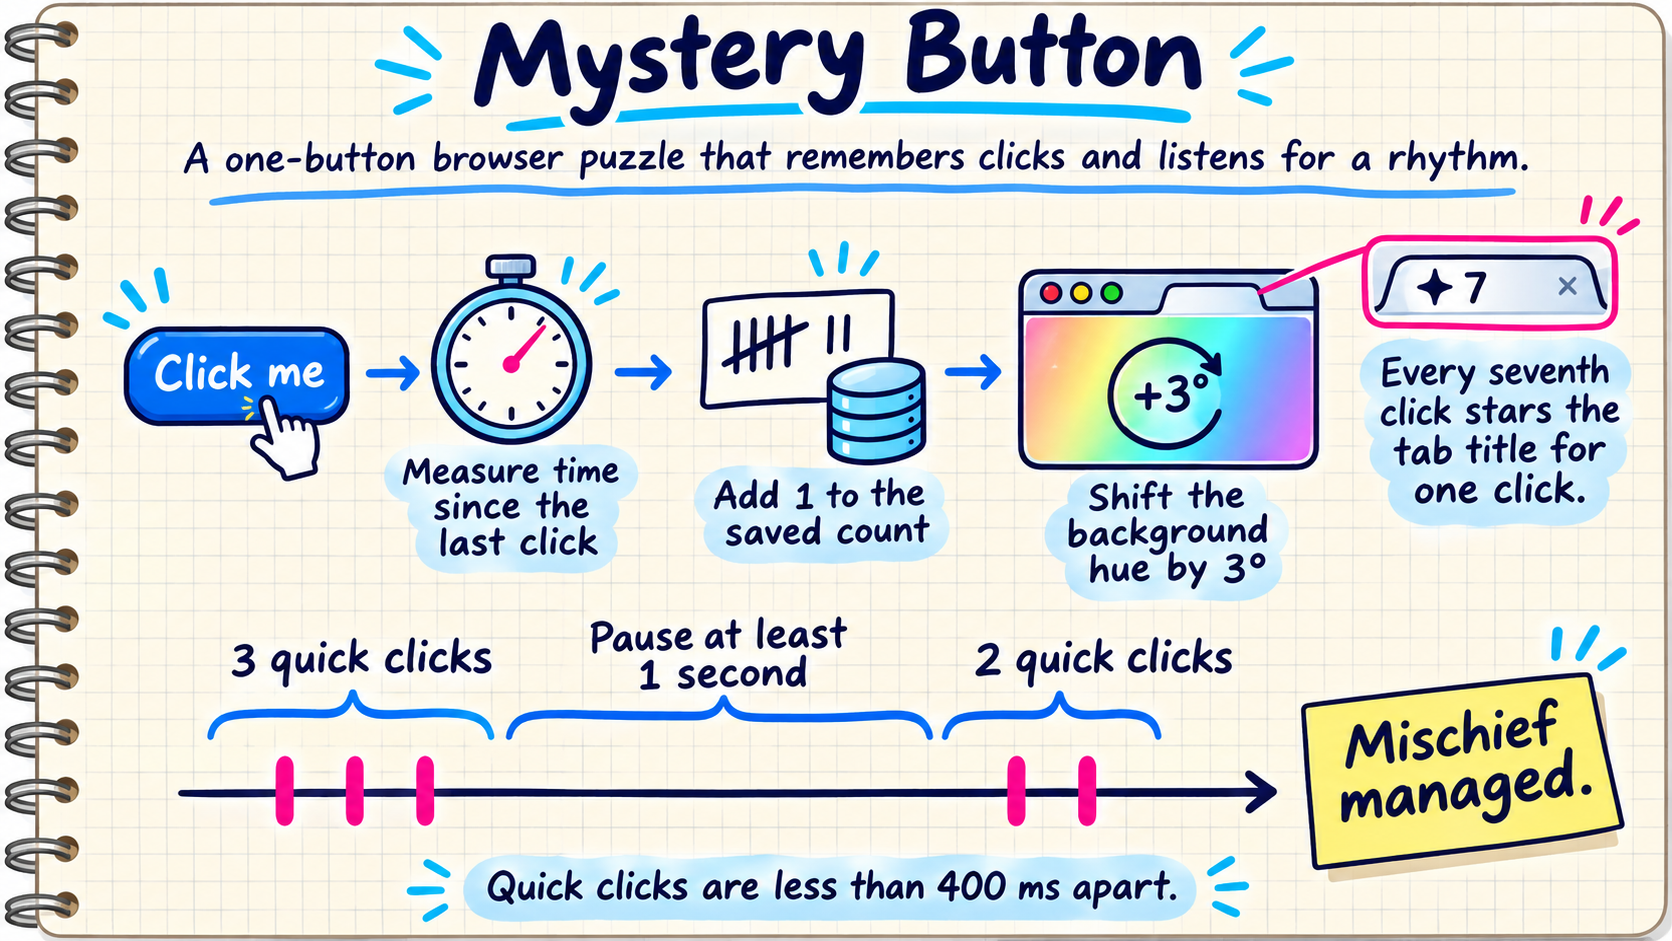 Mystery Button
A one-button browser puzzle that remembers clicks and listens for a rhythm.
Click me
Measure time
since the
last click
Add 1 to the
saved count
+3°
Shift the
background
hue by 3°
✦ 7 ×
Every seventh
click stars the
tab title for
one click.
3 quick clicks
Pause at least
1 second
2 quick clicks
Mischief
managed.
Quick clicks are less than 400 ms apart.